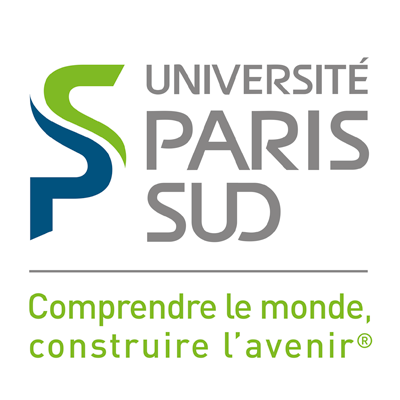 UNIVERSITÉ
PARIS
SUD
Comprendre le monde,
construire l'avenir®